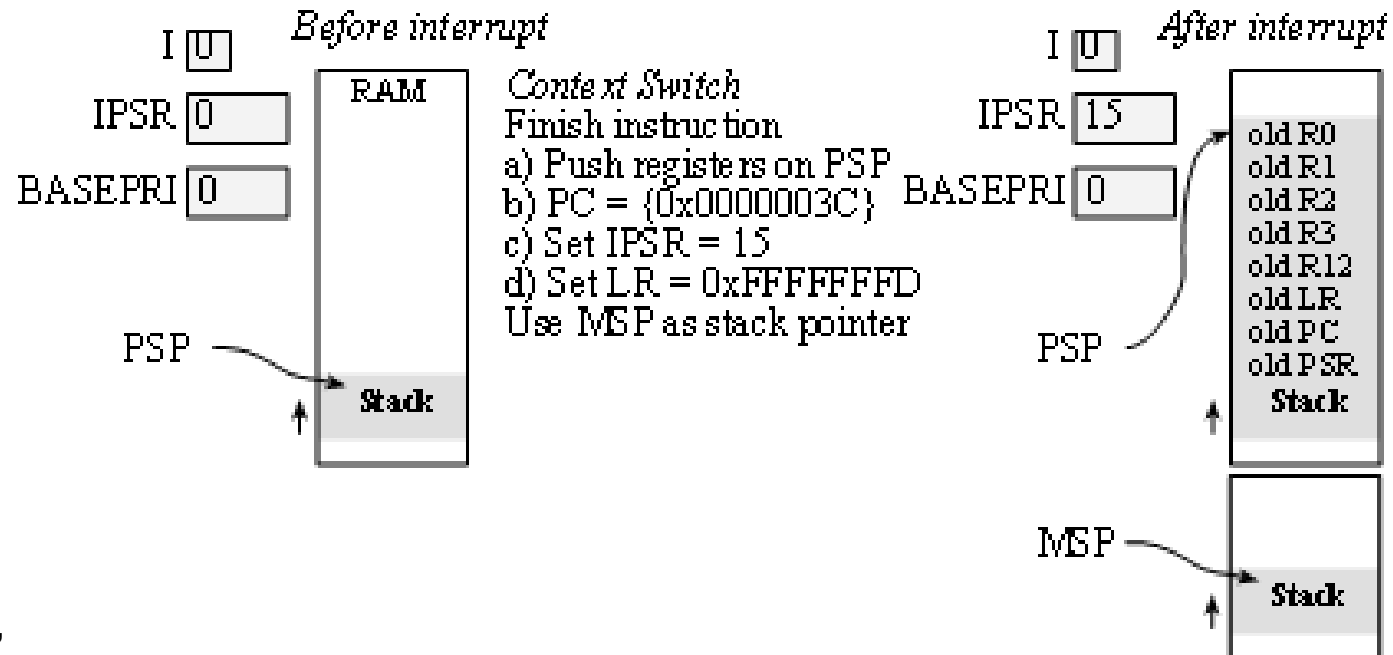 Before interrupt
I 0
IPSR 0
BASEPRI 0
RAM
PSP
Stack
Context Switch
Finish instruction
a) Push registers on PSP
b) PC = {0x0000003C}
c) Set IPSR = 15
d) Set LR = 0xFFFFFFFD
Use MSP as stack pointer
After interrupt
I 0
IPSR 15
BASEPRI 0
old R0
old R1
old R2
old R3
old R12
old LR
old PC
old PSR
PSP
Stack
MSP
Stack